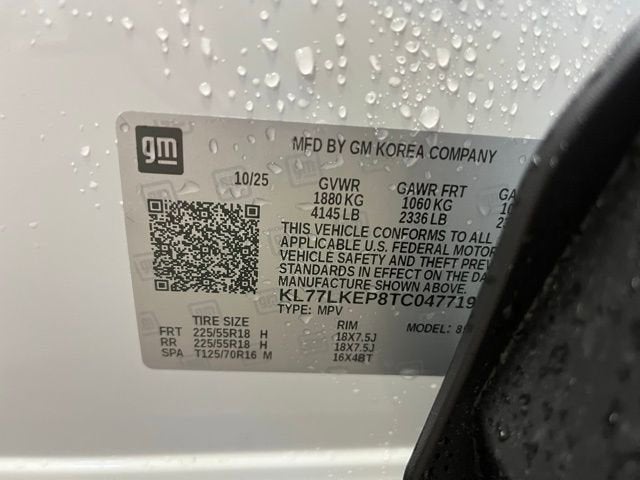 gm
MFD BY GM KOREA COMPANY
10/25
GVWR GAWR FRT
1880 KG 1060 KG
4145 LB 2336 LB
THIS VEHICLE CONFORMS TO ALL
APPLICABLE U.S. FEDERAL MOTOR
VEHICLE SAFETY AND THEFT
STANDARDS IN EFFECT ON THE
MANUFACTURE SHOWN ABOVE.
KL77LKEP8TC047719
TYPE: MPV MODEL:
TIRE SIZE RIM
FRT 225/55R18 H 18X7.5J
RR 225/55R18 H 18X7.5J
SPA T125/70R16 M 16X4BT